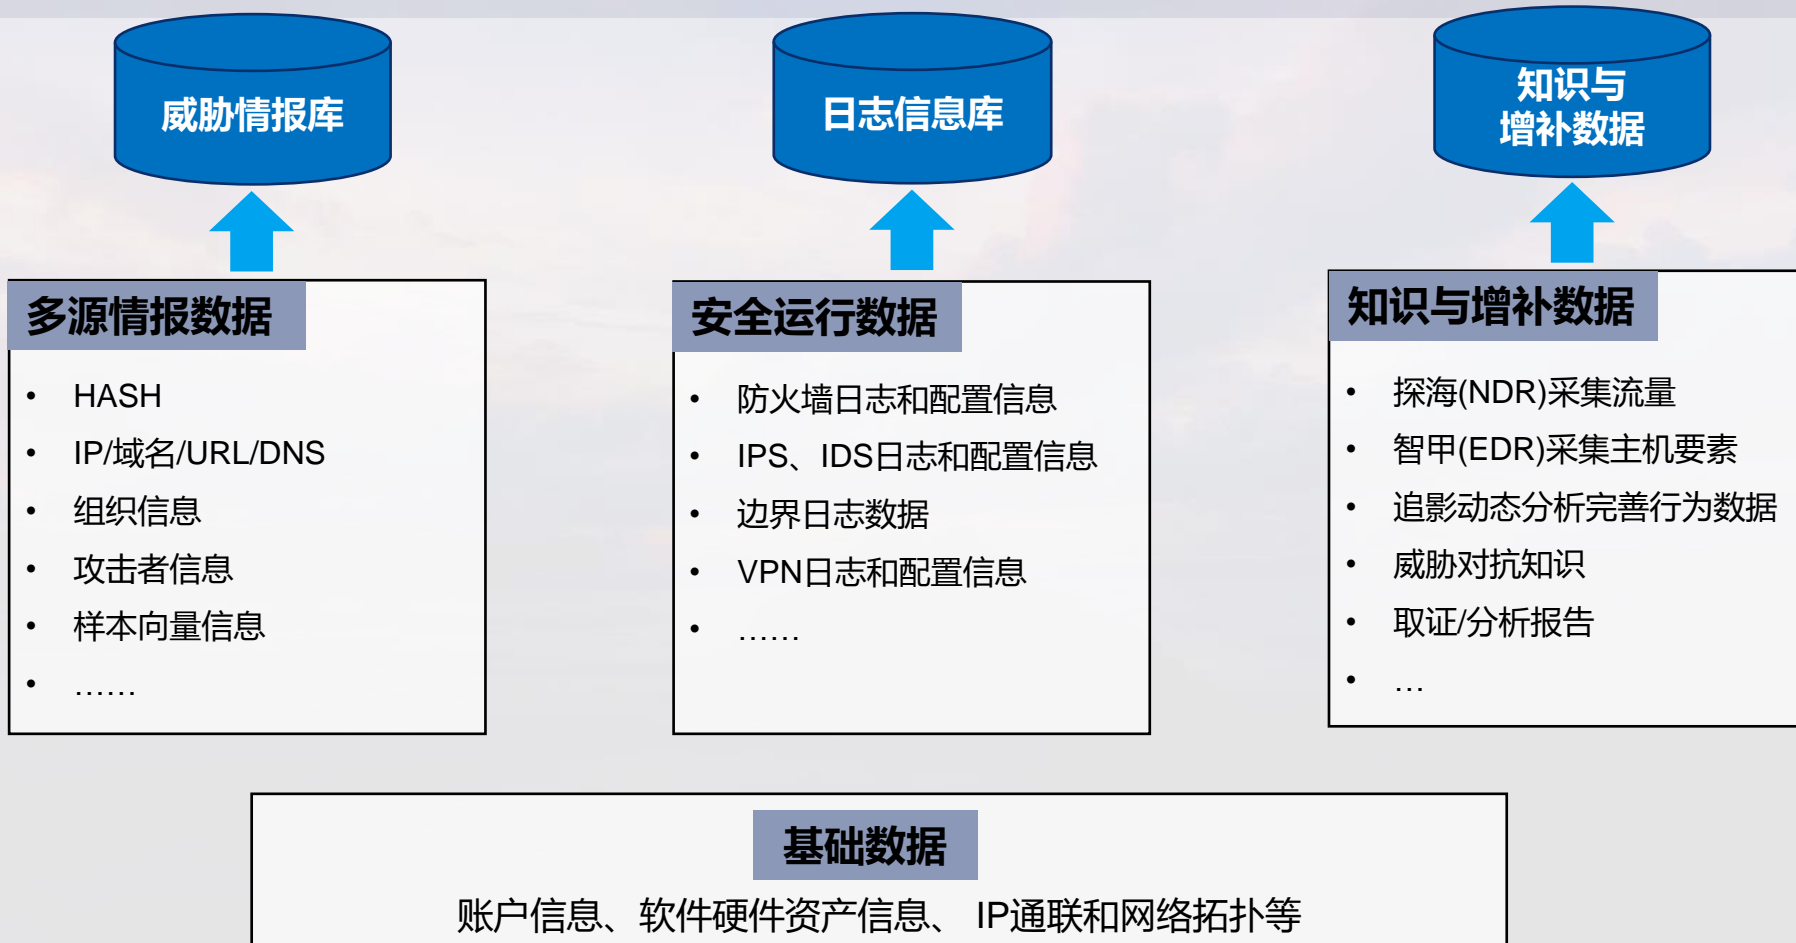 威胁情报库
日志信息库
知识与
增补数据
多源情报数据
• HASH
• IP/域名/URL/DNS
• 组织信息
• 攻击者信息
• 样本向量信息
• ……
安全运行数据
• 防火墙日志和配置信息
• IPS、IDS日志和配置信息
• 边界日志数据
• VPN日志和配置信息
• ……
知识与增补数据
• 探海(NDR)采集流量
• 智甲(EDR)采集主机要素
• 追影动态分析完善行为数据
• 威胁对抗知识
• 取证/分析报告
• …
基础数据
账户信息、软件硬件资产信息、 IP通联和网络拓扑等